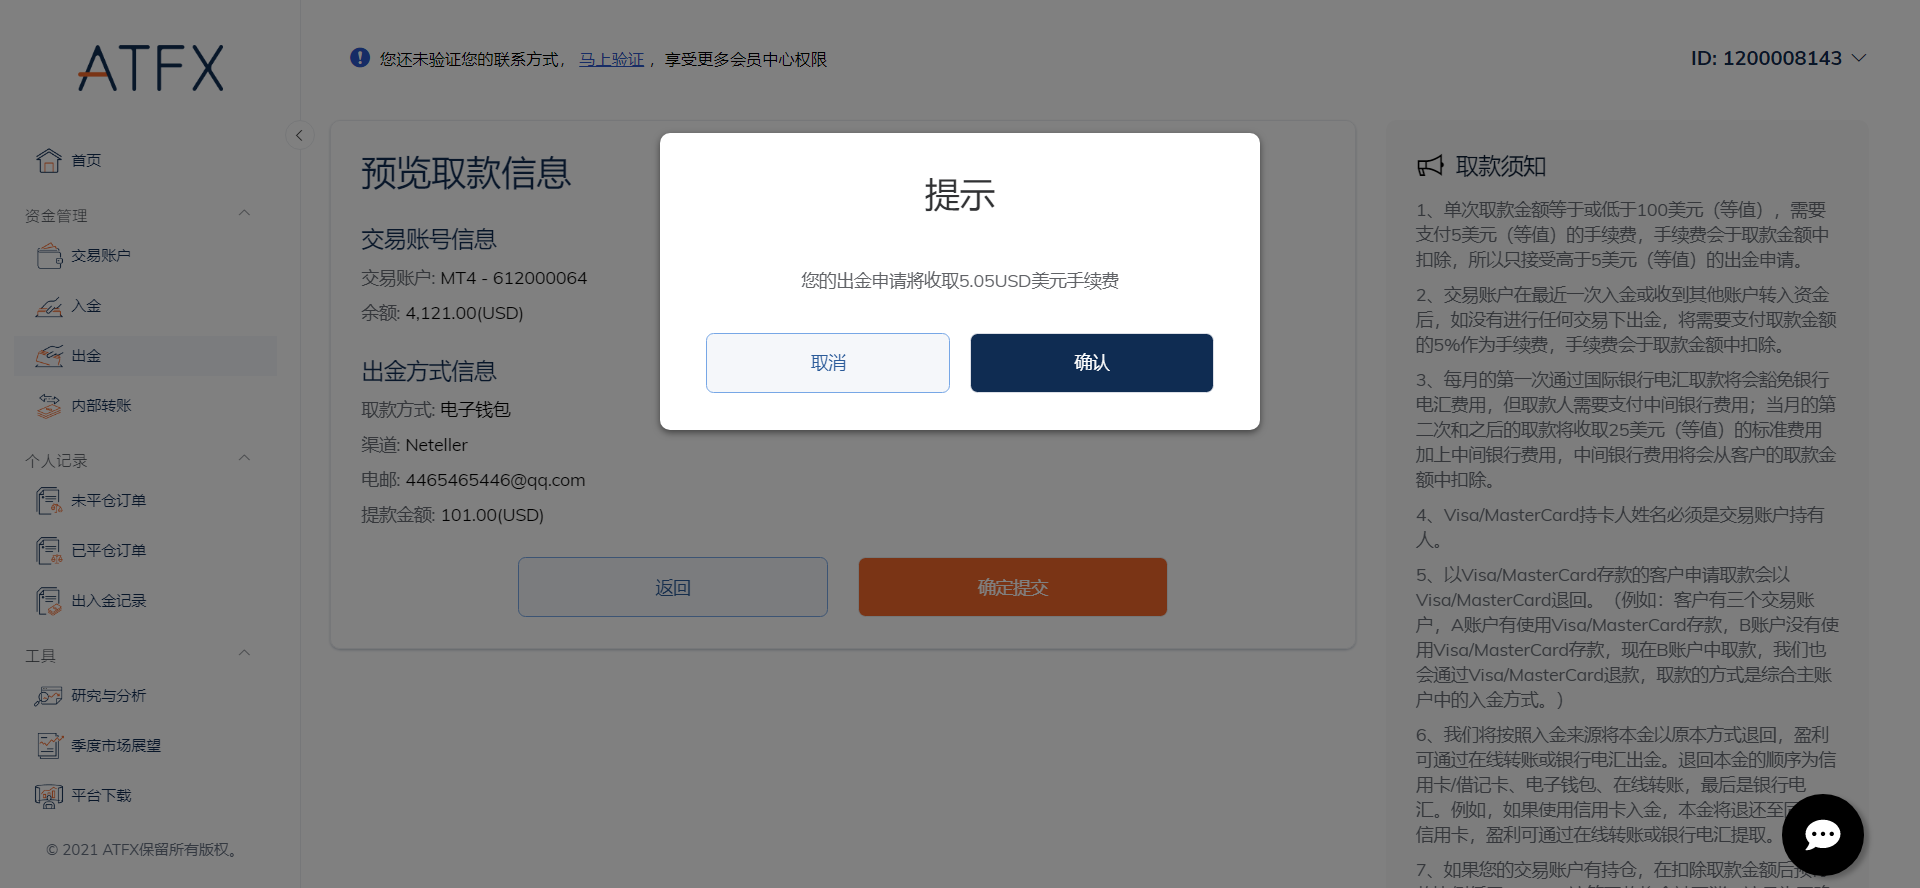 ATFX
您还未验证您的联系方式， 马上验证 ，享受更多会员中心权限
ID: 1200008143
首页
资金管理
交易账户
入金
出金
内部转账
个人记录
未平仓订单
已平仓订单
出入金记录
工具
研究与分析
季度市场展望
平台下载
© 2021 ATFX保留所有版权。
预览取款信息
交易账号信息
交易账户: MT4 - 612000064
余额: 4,121.00(USD)
出金方式信息
取款方式: 电子钱包
渠道: Neteller
电邮: 4465465446@qq.com
提款金额: 101.00(USD)
返回
确定提交
提示
您的出金申请將收取5.05USD美元手续费
取消
确认
取款须知
1、单次取款金额等于或低于100美元（等值），需要
支付5美元（等值）的手续费，手续费会于取款金额中
扣除，所以只接受高于5美元（等值）的出金申请。
2、交易账户在最近一次入金或收到其他账户转入资金
后，如没有进行任何交易下出金，将需要支付取款金额
的5%作为手续费，手续费会于取款金额中扣除。
3、每月的第一次通过国际银行电汇取款将会豁免银行
电汇费用，但取款人需要支付中间银行费用；当月的第
二次和之后的取款将收取25美元（等值）的标准费用
加上中间银行费用，中间银行费用将会从客户的取款金
额中扣除。
4、Visa/MasterCard持卡人姓名必须是交易账户持有
人。
5、以Visa/MasterCard存款的客户申请取款会以
Visa/MasterCard退回。（例如：客户有三个交易账
户，A账户有使用Visa/MasterCard存款，B账户没有使
用Visa/MasterCard存款，现在B账户中取款，我们也
会通过Visa/MasterCard退款，取款的方式是综合主账
户中的入金方式。）
6、我们将按照入金来源将本金以原本方式退回，盈利
可通过在线转账或银行电汇出金。退回本金的顺序为信
用卡/借记卡、电子钱包、在线转账，最后是银行电
汇。例如，如果使用信用卡入金，本金将退还至
信用卡，盈利可通过在线转账或银行电汇提取。
7、如果您的交易账户有持仓，在扣除取款金额后